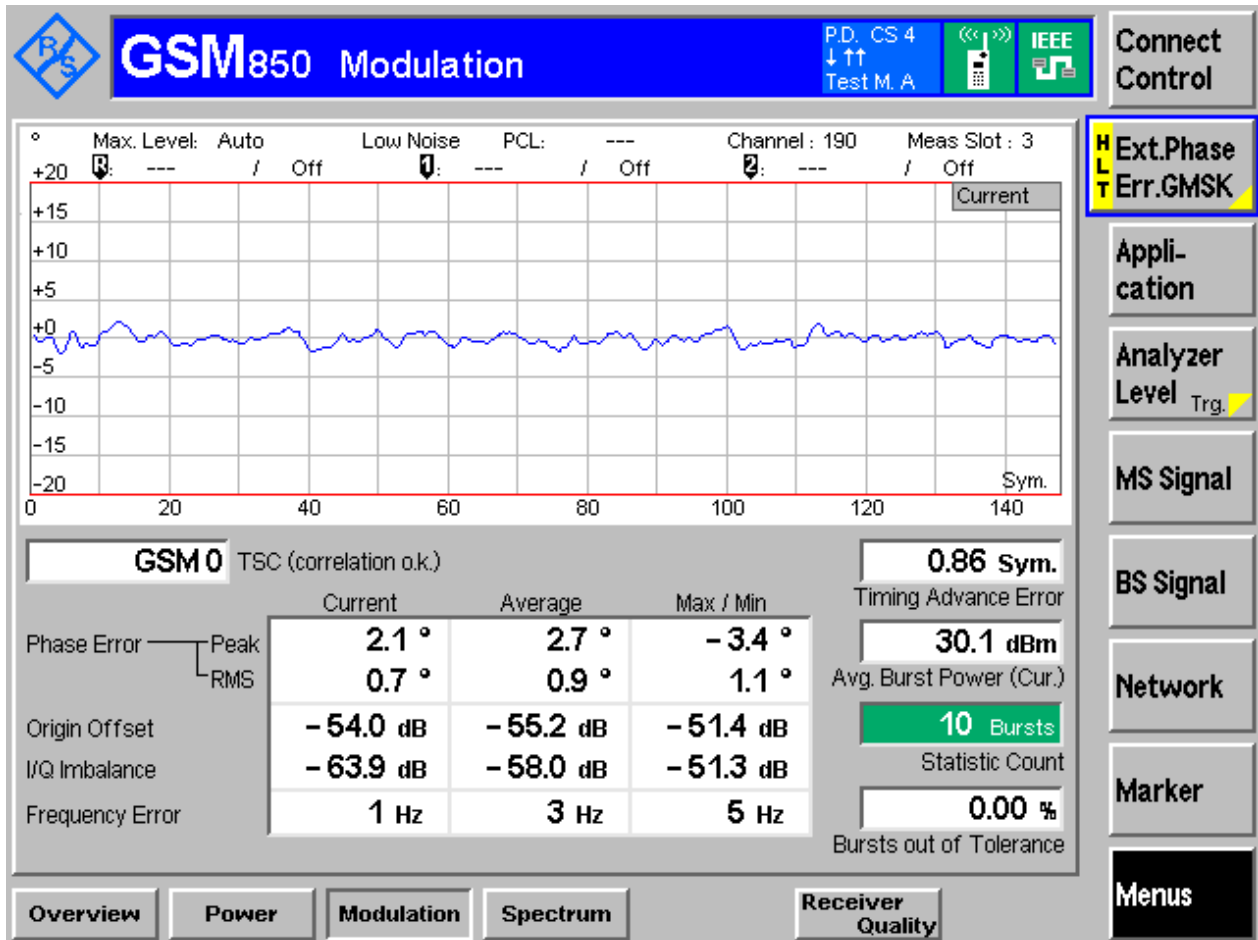 R/S
GSM850 Modulation
P.D. CS 4
↓ ↑↑
Test M. A
IEEE
Connect
Control
° Max. Level: Auto Low Noise PCL: --- Channel : 190 Meas Slot : 3
R: --- / Off 1: --- / Off 2: --- / Off
Current
+20
+15
+10
+5
+0
-5
-10
-15
-20
Sym.
0 20 40 60 80 100 120 140
H
L
T
Ext.Phase
Err.GMSK
Appli-
cation
Analyzer
Level Trg.
MS Signal
BS Signal
Network
Marker
Menus
GSM 0 TSC (correlation o.k.)
Current Average Max / Min
Phase Error Peak 2.1 ° 2.7 ° – 3.4 °
RMS 0.7 ° 0.9 ° 1.1 °
Origin Offset – 54.0 dB – 55.2 dB – 51.4 dB
I/Q Imbalance – 63.9 dB – 58.0 dB – 51.3 dB
Frequency Error 1 Hz 3 Hz 5 Hz
0.86 Sym.
Timing Advance Error
30.1 dBm
Avg. Burst Power (Cur.)
10 Bursts
Statistic Count
0.00 %
Bursts out of Tolerance
Overview Power Modulation Spectrum Receiver
Quality